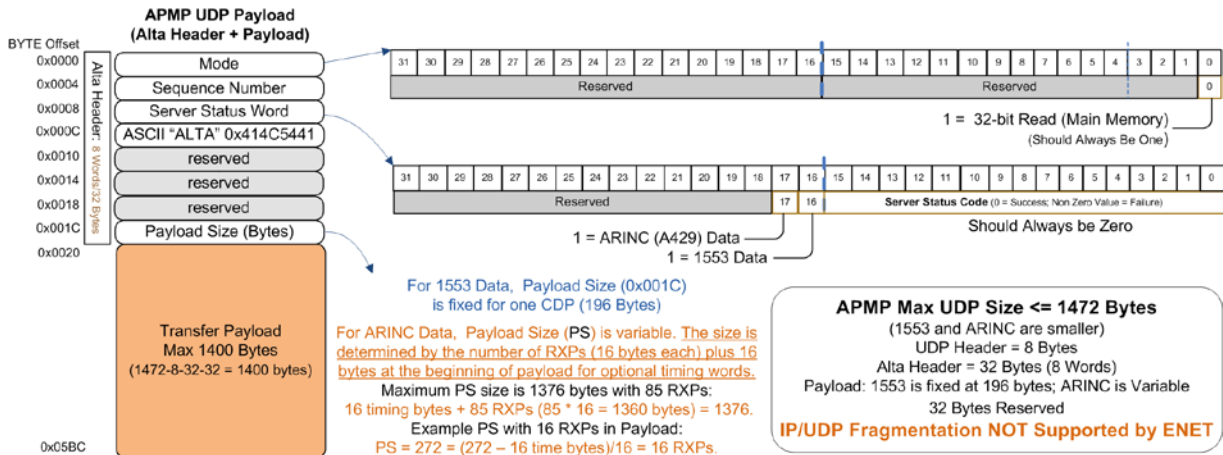 APMP UDP Payload
(Alta Header + Payload)
BYTE Offset
0x0000
0x0004
0x0008
0x000C
0x0010
0x0014
0x0018
0x001C
0x0020
0x05BC
Alta Header: 8 Words/32 Bytes
Mode
Sequence Number
Server Status Word
ASCII "ALTA" 0x414C5441
reserved
reserved
reserved
Payload Size (Bytes)
Transfer Payload
Max 1400 Bytes
(1472-8-32-32 = 1400 bytes)
31 30 29 28 27 26 25 24 23 22 21 20 19 18 17 16 15 14 13 12 11 10 9 8 7 6 5 4 3 2 1 0
Reserved Reserved 0
1 = 32-bit Read (Main Memory)
(Should Always Be One)
31 30 29 28 27 26 25 24 23 22 21 20 19 18 17 16 15 14 13 12 11 10 9 8 7 6 5 4 3 2 1 0
Reserved 17 16 Server Status Code (0 = Success; Non Zero Value = Failure)
Should Always be Zero
1 = ARINC (A429) Data
1 = 1553 Data
For 1553 Data, Payload Size (0x001C)
is fixed for one CDP (196 Bytes)
For ARINC Data, Payload Size (PS) is variable. The size is
determined by the number of RXPs (16 bytes each) plus 16
bytes at the beginning of payload for optional timing words.
Maximum PS size is 1376 bytes with 85 RXPs:
16 timing bytes + 85 RXPs (85 * 16 = 1360 bytes) = 1376.
Example PS with 16 RXPs in Payload:
PS = 272 = (272 – 16 time bytes)/16 = 16 RXPs.
APMP Max UDP Size <= 1472 Bytes
(1553 and ARINC are smaller)
UDP Header = 8 Bytes
Alta Header = 32 Bytes (8 Words)
Payload: 1553 is fixed at 196 bytes; ARINC is Variable
32 Bytes Reserved
IP/UDP Fragmentation NOT Supported by ENET